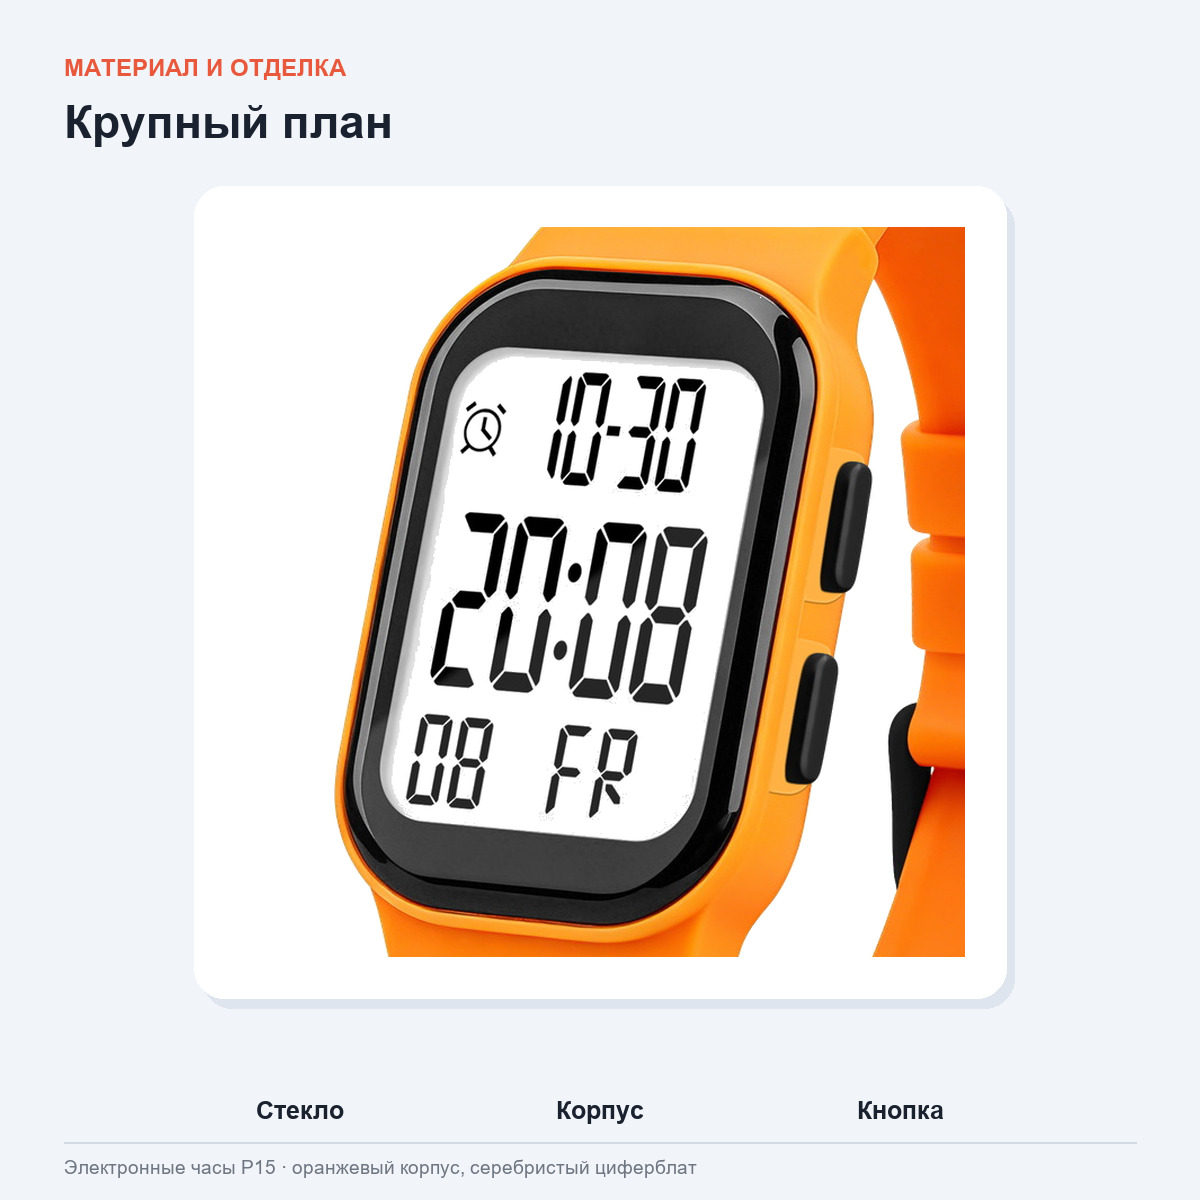 МАТЕРИАЛ И ОТДЕЛКА
Крупный план
10-30
20:08
08 FR
Стекло Корпус Кнопка
Электронные часы P15 · оранжевый корпус, серебристый циферблат